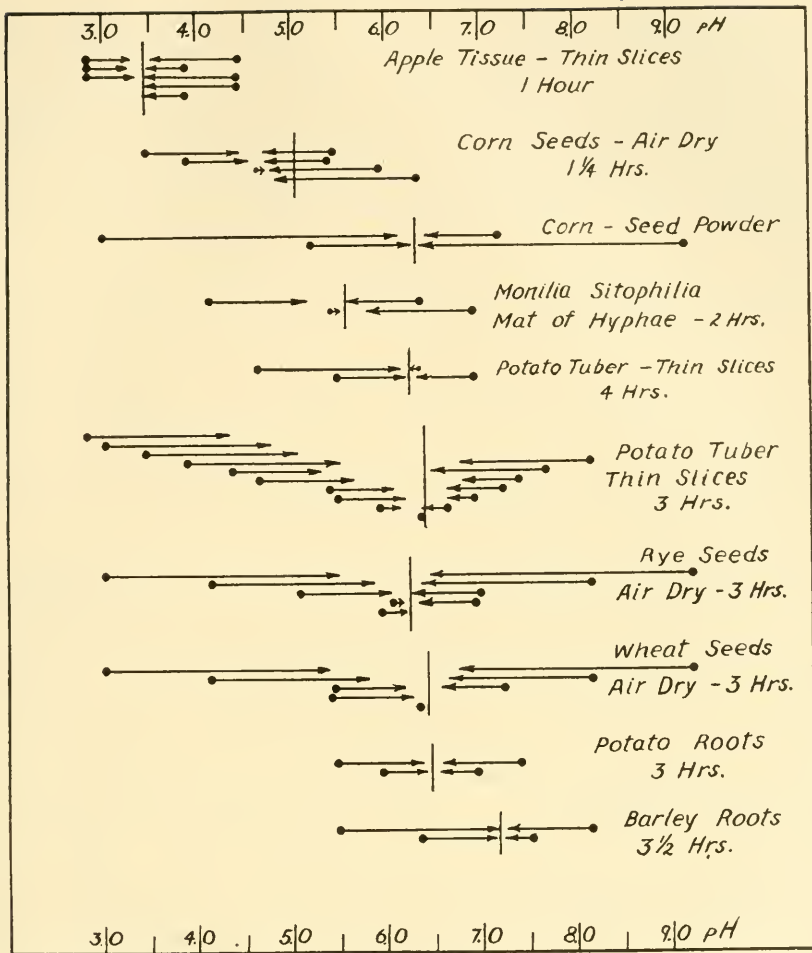 3.0 4.0 5.0 6.0 7.0 8.0 9.0 pH
Apple Tissue - Thin Slices
1 Hour
Corn Seeds - Air Dry
1 1/4 Hrs.
Corn - Seed Powder
Monilia Sitophilia
Mat of Hyphae - 2 Hrs.
Potato Tuber - Thin Slices
4 Hrs.
Potato Tuber
Thin Slices
3 Hrs.
Rye Seeds
Air Dry - 3 Hrs.
Wheat Seeds
Air Dry - 3 Hrs.
Potato Roots
3 Hrs.
Barley Roots
3 1/2 Hrs.
3.0 4.0 5.0 6.0 7.0 8.0 9.0 pH